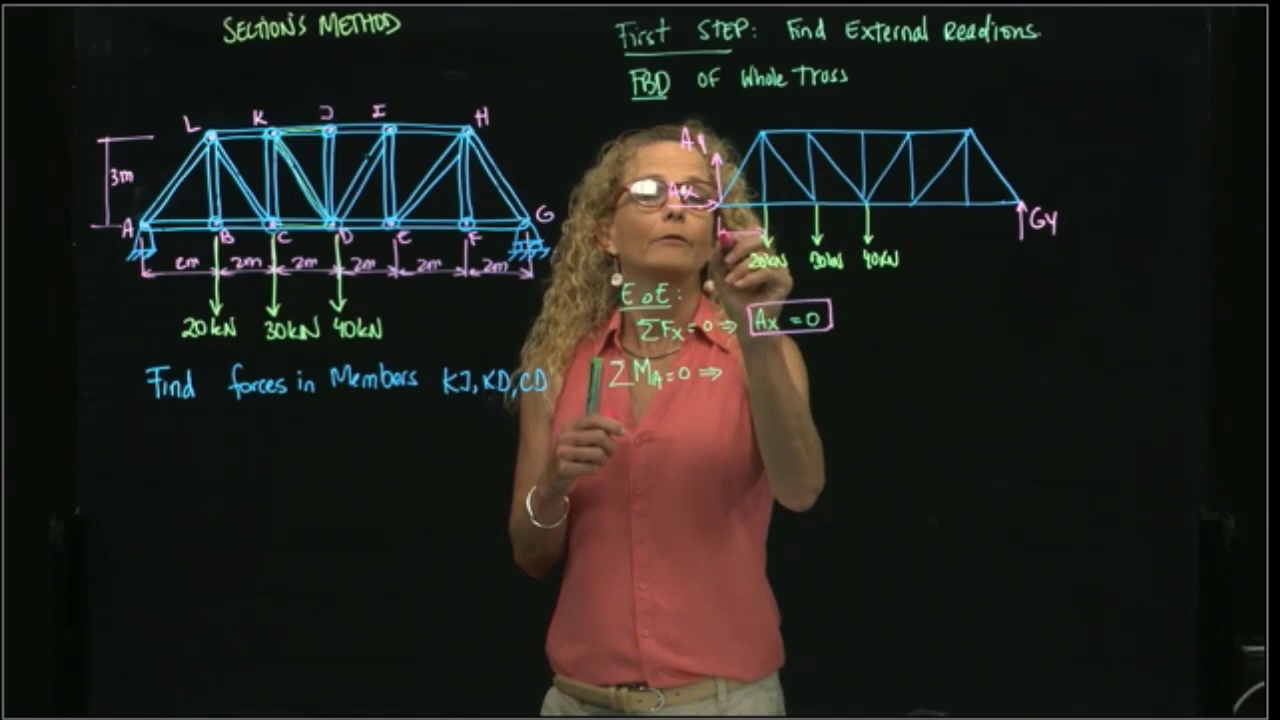 SECTION'S METHOD
First STEP: Find External Reactions.
FBD of Whole Truss
L K J I H
3m
A B C D E F G
2m 2m 2m 2m 2m 2m
20kN 30kN 40kN
Find forces in Members KJ, KD, CD
Ay
Ax
Gy
20kN 30kN 40kN
EoE:
ΣFx=0⇒ Ax=0
ΣMA=0⇒